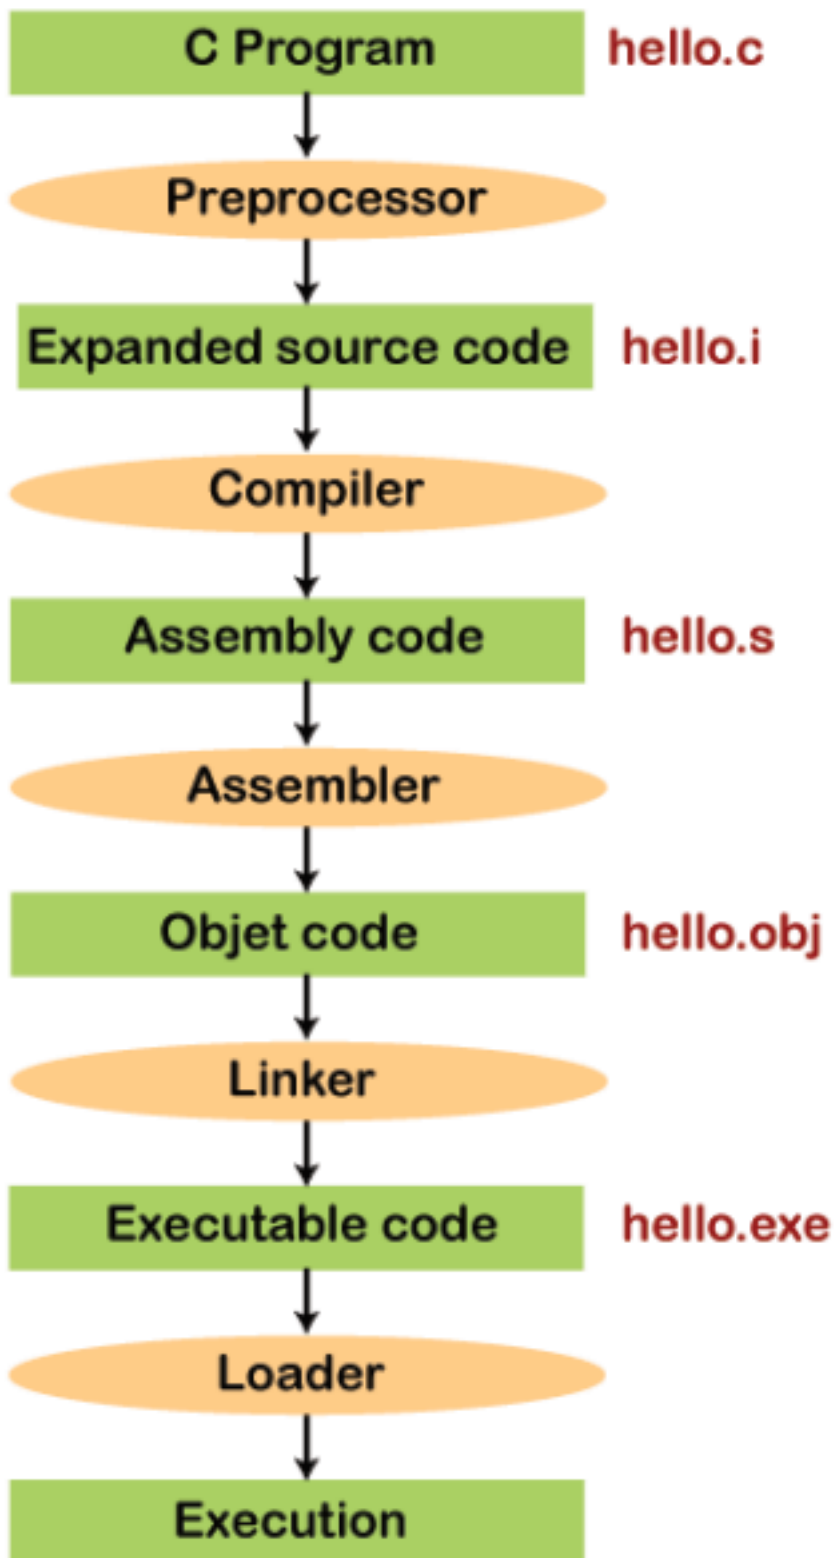 C Program hello.c
Preprocessor
Expanded source code hello.i
Compiler
Assembly code hello.s
Assembler
Objet code hello.obj
Linker
Executable code hello.exe
Loader
Execution